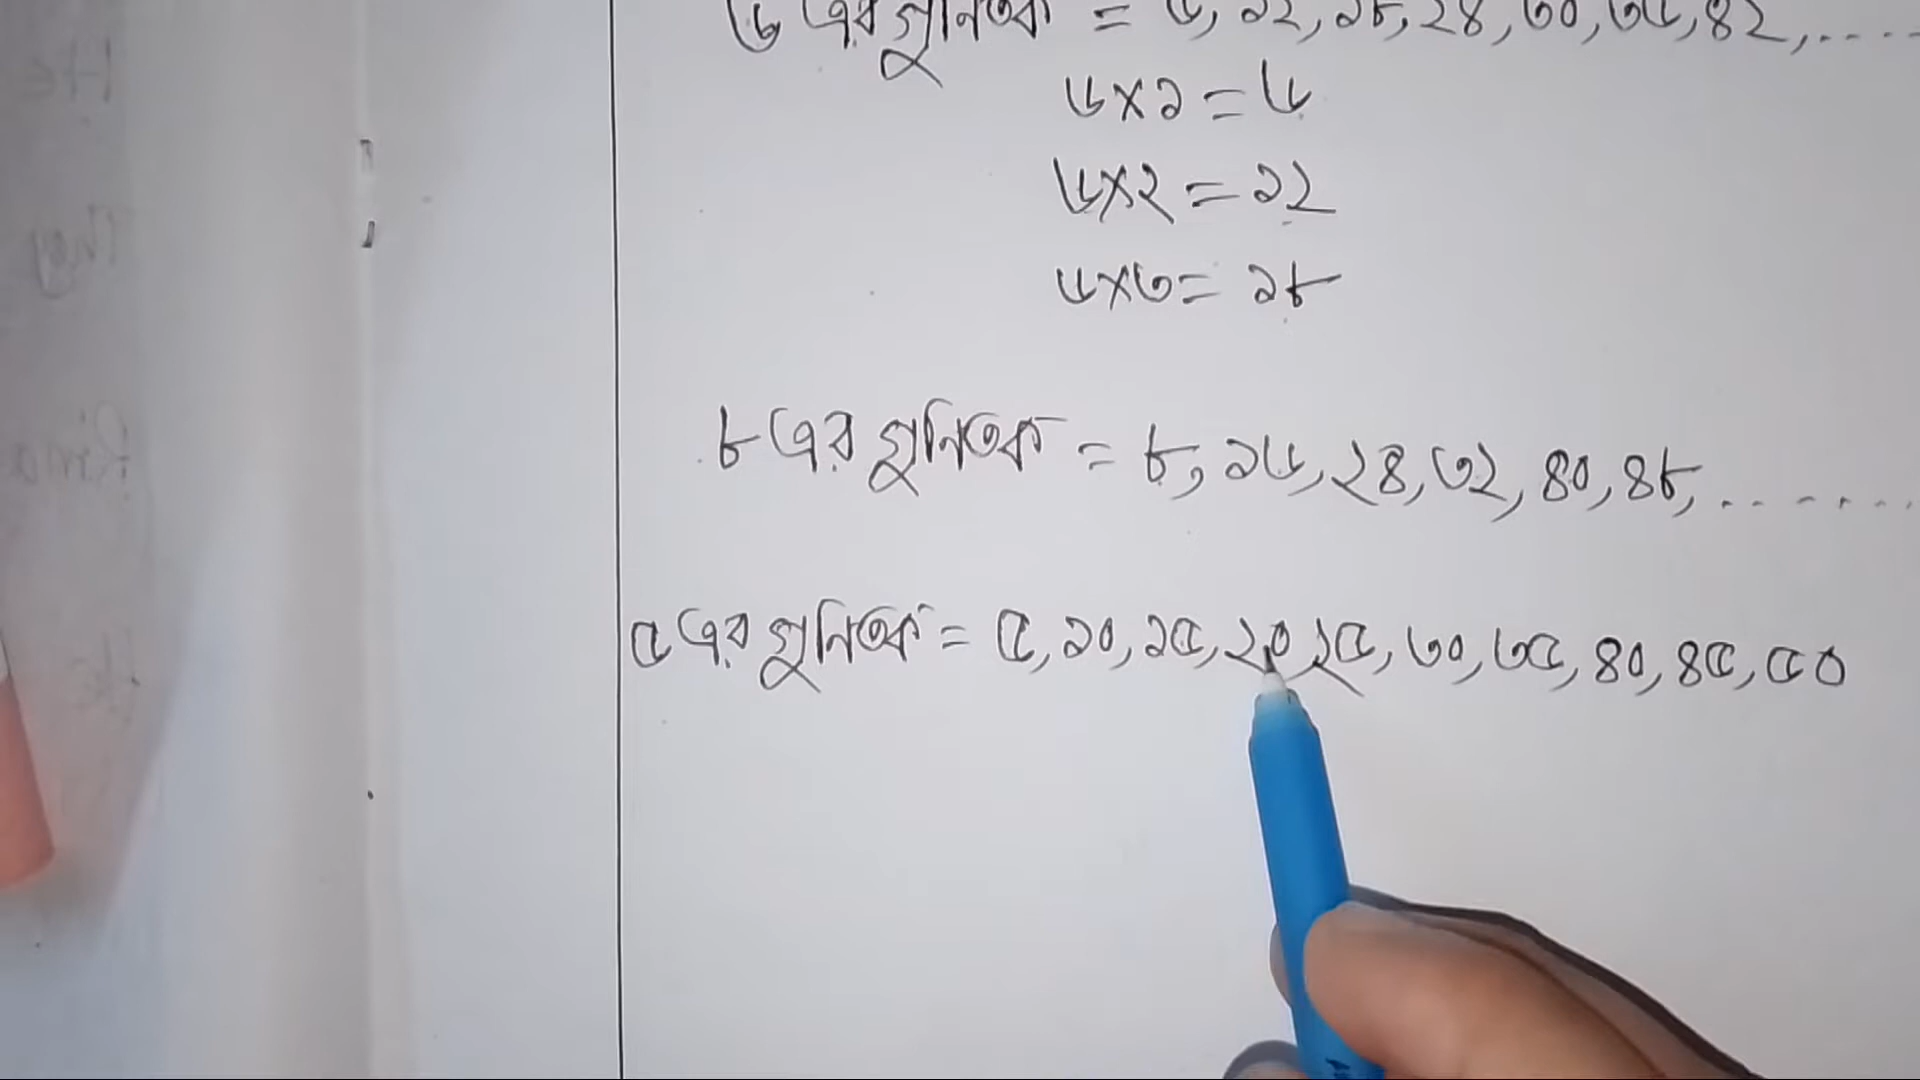 ৬ এর গুনিতক = ৬, ১২, ১৮, ২৪, ৩০, ৩৬, ৪২, .....
৬×১=৬
৬×২=১২
৬×৩=১৮
৮ এর গুনিতক = ৮, ১৬, ২৪, ৩২, ৪০, ৪৮, .......
৫ এর গুনিতক = ৫, ১০, ১৫, ২০, ২৫, ৩০, ৩৫, ৪০, ৪৫, ৫০